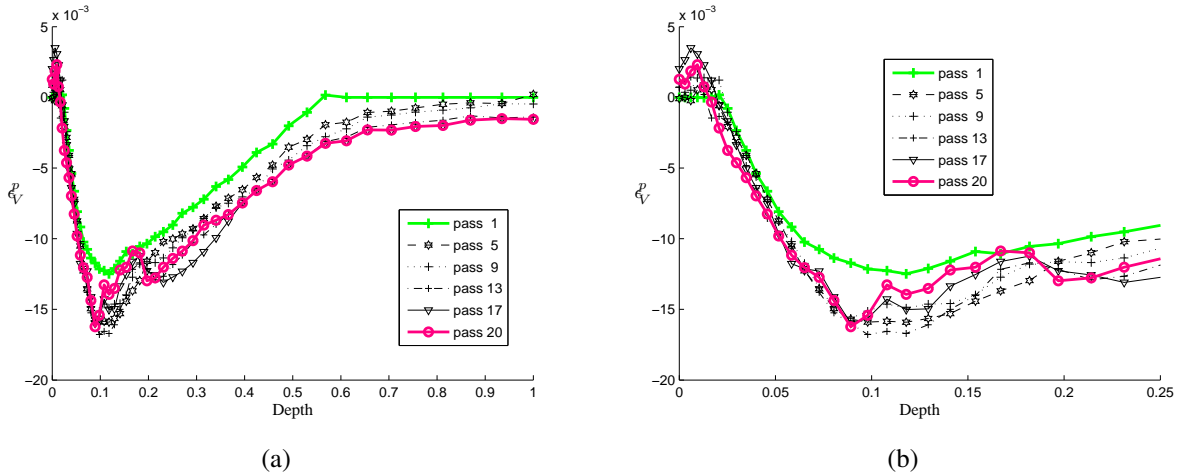 x 10⁻³
5
0
−5
−10
−15
−20
ϵᵖ_V
0 0.1 0.2 0.3 0.4 0.5 0.6 0.7 0.8 0.9 1
Depth
pass 1
pass 5
pass 9
pass 13
pass 17
pass 20
(a)
x 10⁻³
5
0
−5
−10
−15
−20
ϵᵖ_V
0 0.05 0.1 0.15 0.2 0.25
Depth
pass 1
pass 5
pass 9
pass 13
pass 17
pass 20
(b)